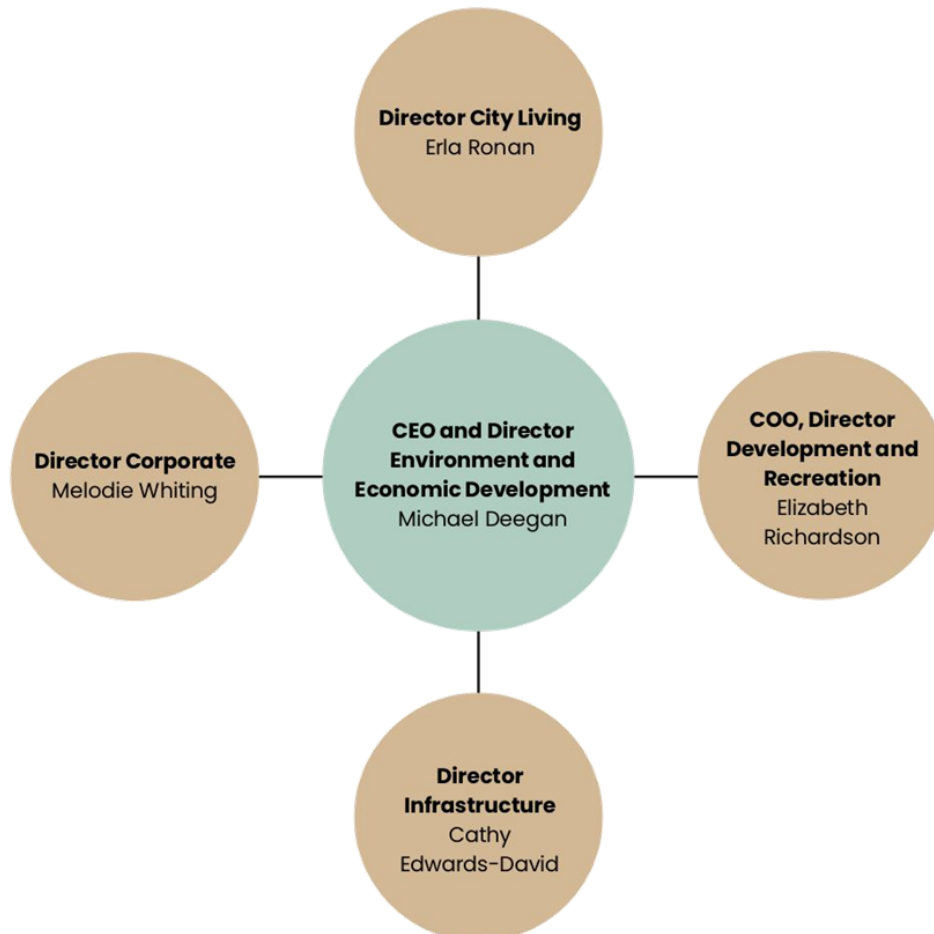 Director City Living
Erla Ronan
Director Corporate
Melodie Whiting
CEO and Director
Environment and
Economic Development
Michael Deegan
COO, Director
Development and
Recreation
Elizabeth
Richardson
Director
Infrastructure
Cathy
Edwards-David